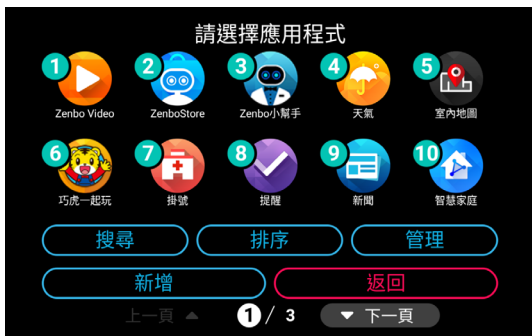 請選擇應用程式
1 2 3 4 5
Zenbo Video ZenboStore Zenbo小幫手 天氣 室內地圖
6 7 8 9 10
巧虎一起玩 掛號 提醒 新聞 智慧家庭
搜尋 排序 管理
新增 返回
上一頁 1 / 3 下一頁